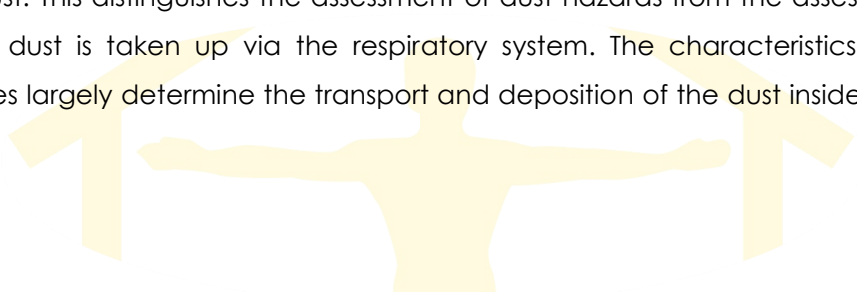 ost. This distinguishes the assessment of dust hazards from the asses
dust is taken up via the respiratory system. The characteristics
es largely determine the transport and deposition of the dust inside